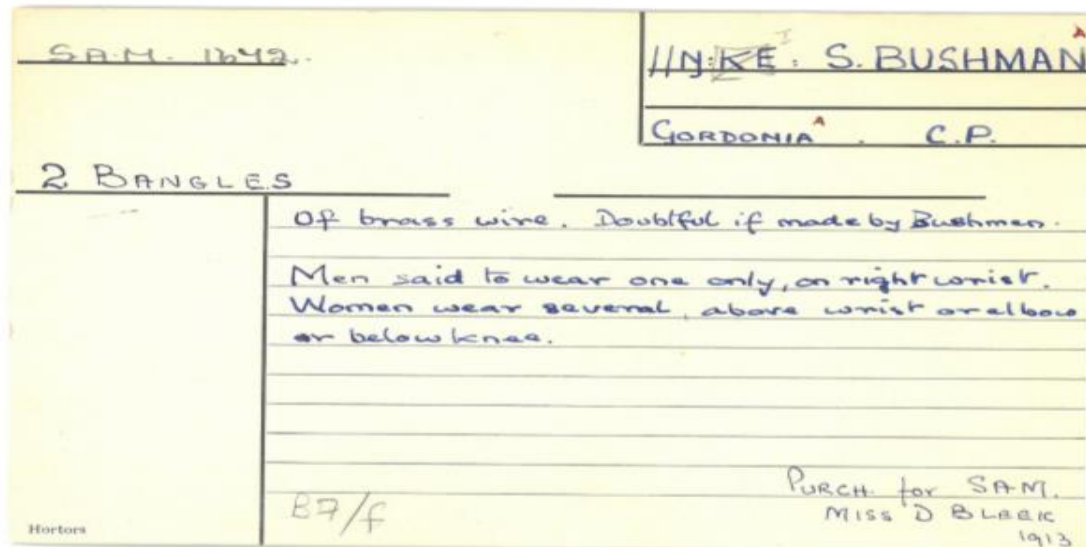 S.A.M. 1642.
//N:KE: S. BUSHMAN A
GORDONIA A . C.P.
2 BANGLES
Of brass wire. Doubtful if made by Bushmen.
Men said to wear one only, on right wrist.
Women wear several, above wrist or elbow
or below knee.
PURCH. for SAM.
MISS D BLEEK
1913
B7/f
Hortors